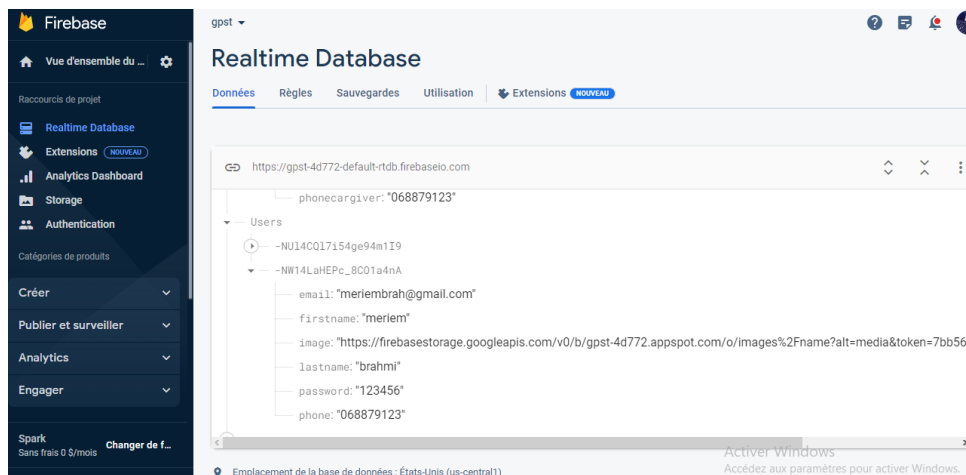 Firebase
Vue d'ensemble du ...
Raccourcis de projet
Realtime Database
Extensions NOUVEAU
Analytics Dashboard
Storage
Authentication
Catégories de produits
Créer
Publier et surveiller
Analytics
Engager
Spark
Sans frais 0 $/mois
Changer de f...
gpst
Realtime Database
Données Règles Sauvegardes Utilisation Extensions NOUVEAU
https://gpst-4d772-default-rtdb.firebaseio.com
phonecargiver: "068879123"
Users
-NUl4CQl7i54ge94m1I9
-NW14LaHEPc_8CO1a4nA
email: "meriembrah@gmail.com"
firstname: "meriem"
image: "https://firebasestorage.googleapis.com/v0/b/gpst-4d772.appspot.com/o/images%2Fname?alt=media&token=7bb56
lastname: "brahmi"
password: "123456"
phone: "068879123"
Emplacement de la base de données : États-Unis (us-central1)
Activer Windows
Accédez aux paramètres pour activer Windows.